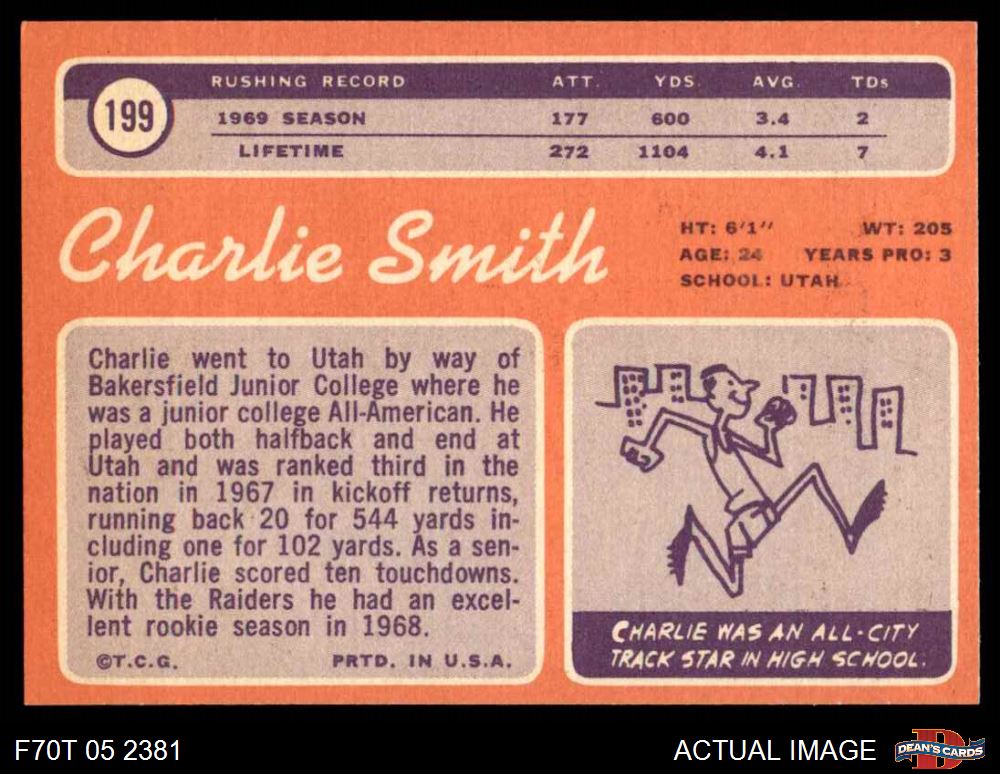 199
RUSHING RECORD ATT. YDS. AVG. TDs
1969 SEASON 177 600 3.4 2
LIFETIME 272 1104 4.1 7
Charlie Smith
HT: 6'1" WT: 205
AGE: 24 YEARS PRO: 3
SCHOOL: UTAH
Charlie went to Utah by way of
Bakersfield Junior College where he
was a junior college All-American. He
played both halfback and end at
Utah and was ranked third in the
nation in 1967 in kickoff returns,
running back 20 for 544 yards in-
cluding one for 102 yards. As a sen-
ior, Charlie scored ten touchdowns.
With the Raiders he had an excel-
lent rookie season in 1968.
©T.C.G. PRTD. IN U.S.A.
CHARLIE WAS AN ALL-CITY
TRACK STAR IN HIGH SCHOOL.
F70T 05 2381
ACTUAL IMAGE
D
DEAN'S CARDS